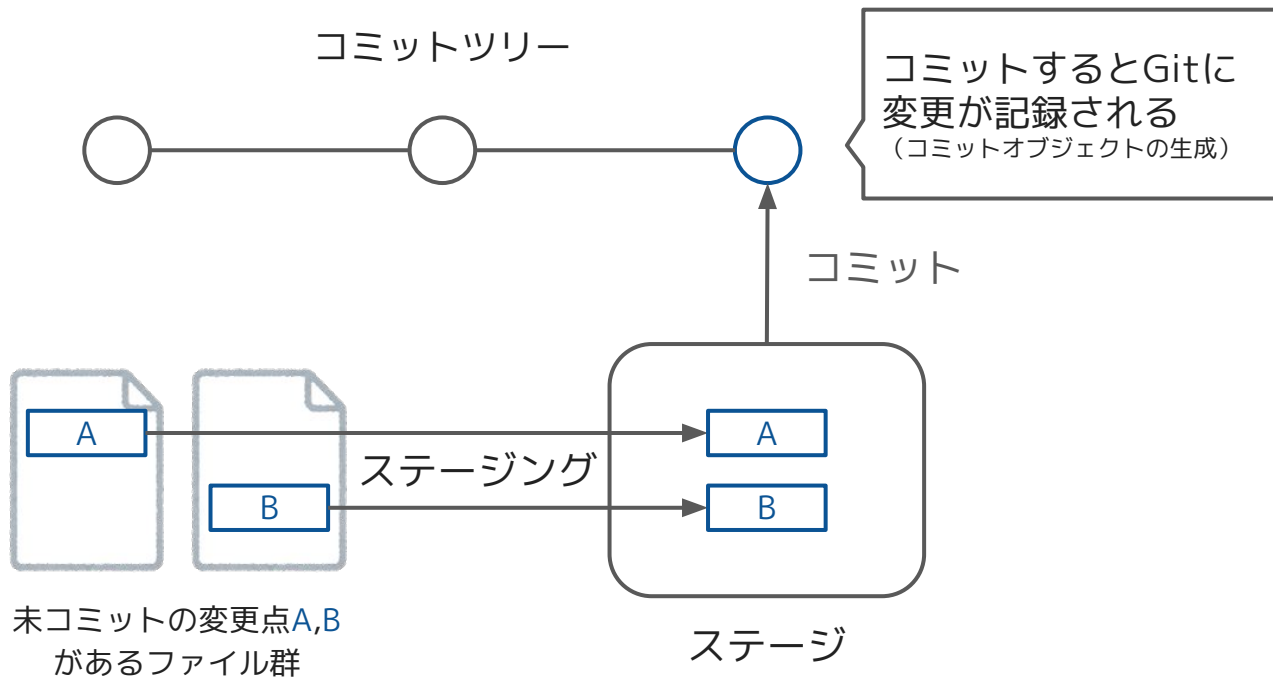 コミットツリー
コミットするとGitに
変更が記録される
（コミットオブジェクトの生成）
コミット
A
A
ステージング
B
B
未コミットの変更点A,B
があるファイル群
ステージ